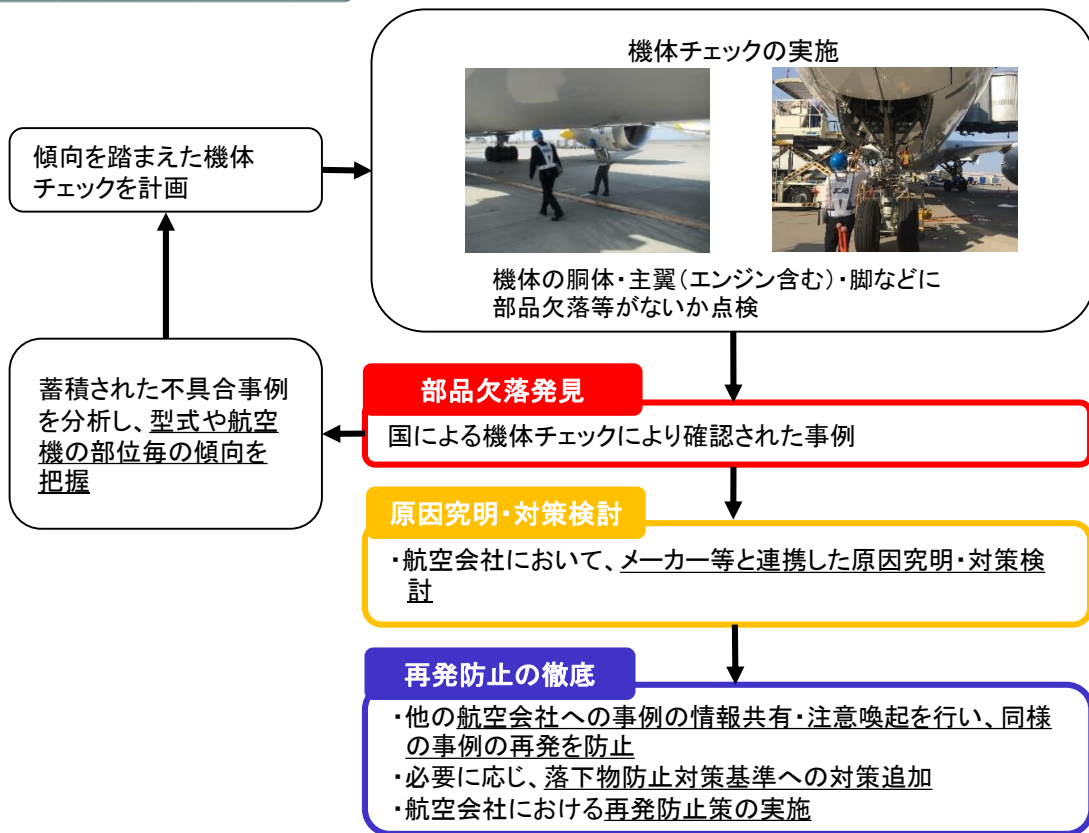 機体チェックの実施
JCAB
機体の胴体・主翼（エンジン含む）・脚などに
部品欠落等がないか点検
傾向を踏まえた機体
チェックを計画
蓄積された不具合事例
を分析し、型式や航空
機の部位毎の傾向を
把握
部品欠落発見
国による機体チェックにより確認された事例
原因究明・対策検討
・航空会社において、メーカー等と連携した原因究明・対策検
討
再発防止の徹底
・他の航空会社への事例の情報共有・注意喚起を行い、同様
の事例の再発を防止
・必要に応じ、落下物防止対策基準への対策追加
・航空会社における再発防止策の実施